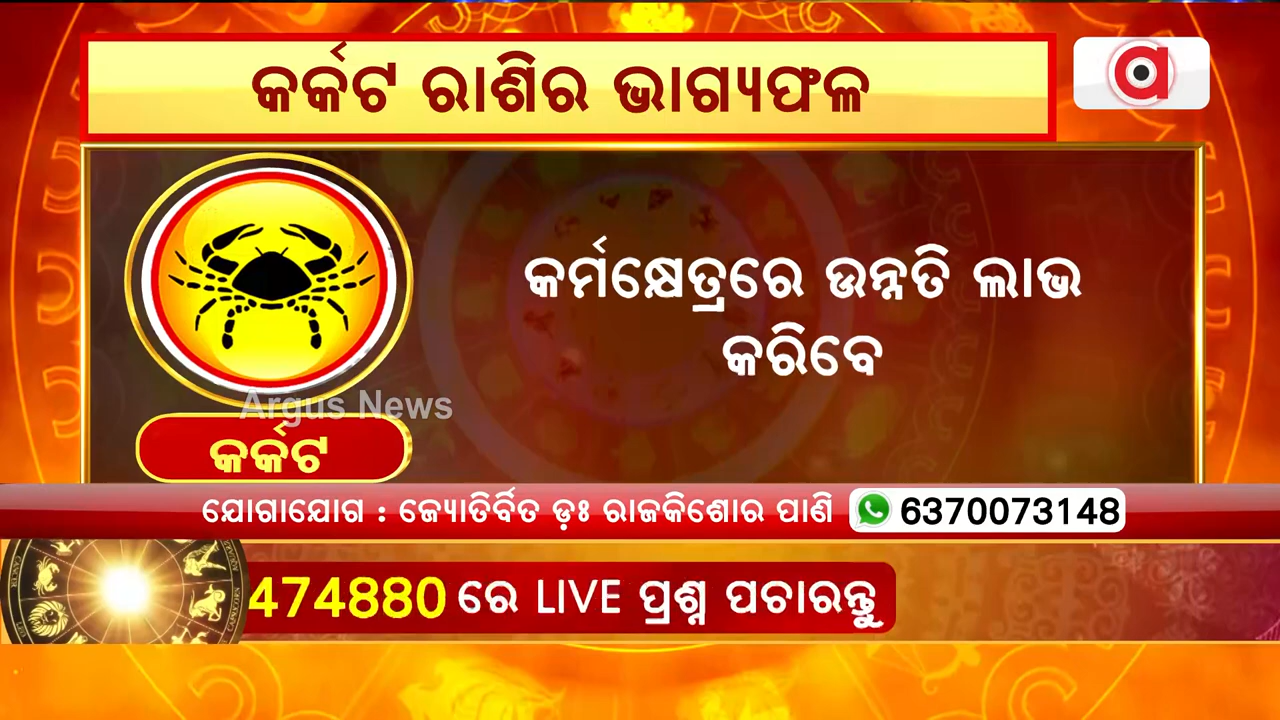 କର୍କଟ ରାଶିର ଭାଗ୍ୟଫଳ
a
କର୍ମକ୍ଷେତ୍ରରେ ଉନ୍ନତି ଲାଭ
କରିବେ
Argus News
କର୍କଟ
ଯୋଗାଯୋଗ : ଜ୍ୟୋତିର୍ବିତ ଡ଼ଃ ରାଜକିଶୋର ପାଣି 6370073148
474880 ରେ LIVE ପ୍ରଶ୍ନ ପଚାରନ୍ତୁ